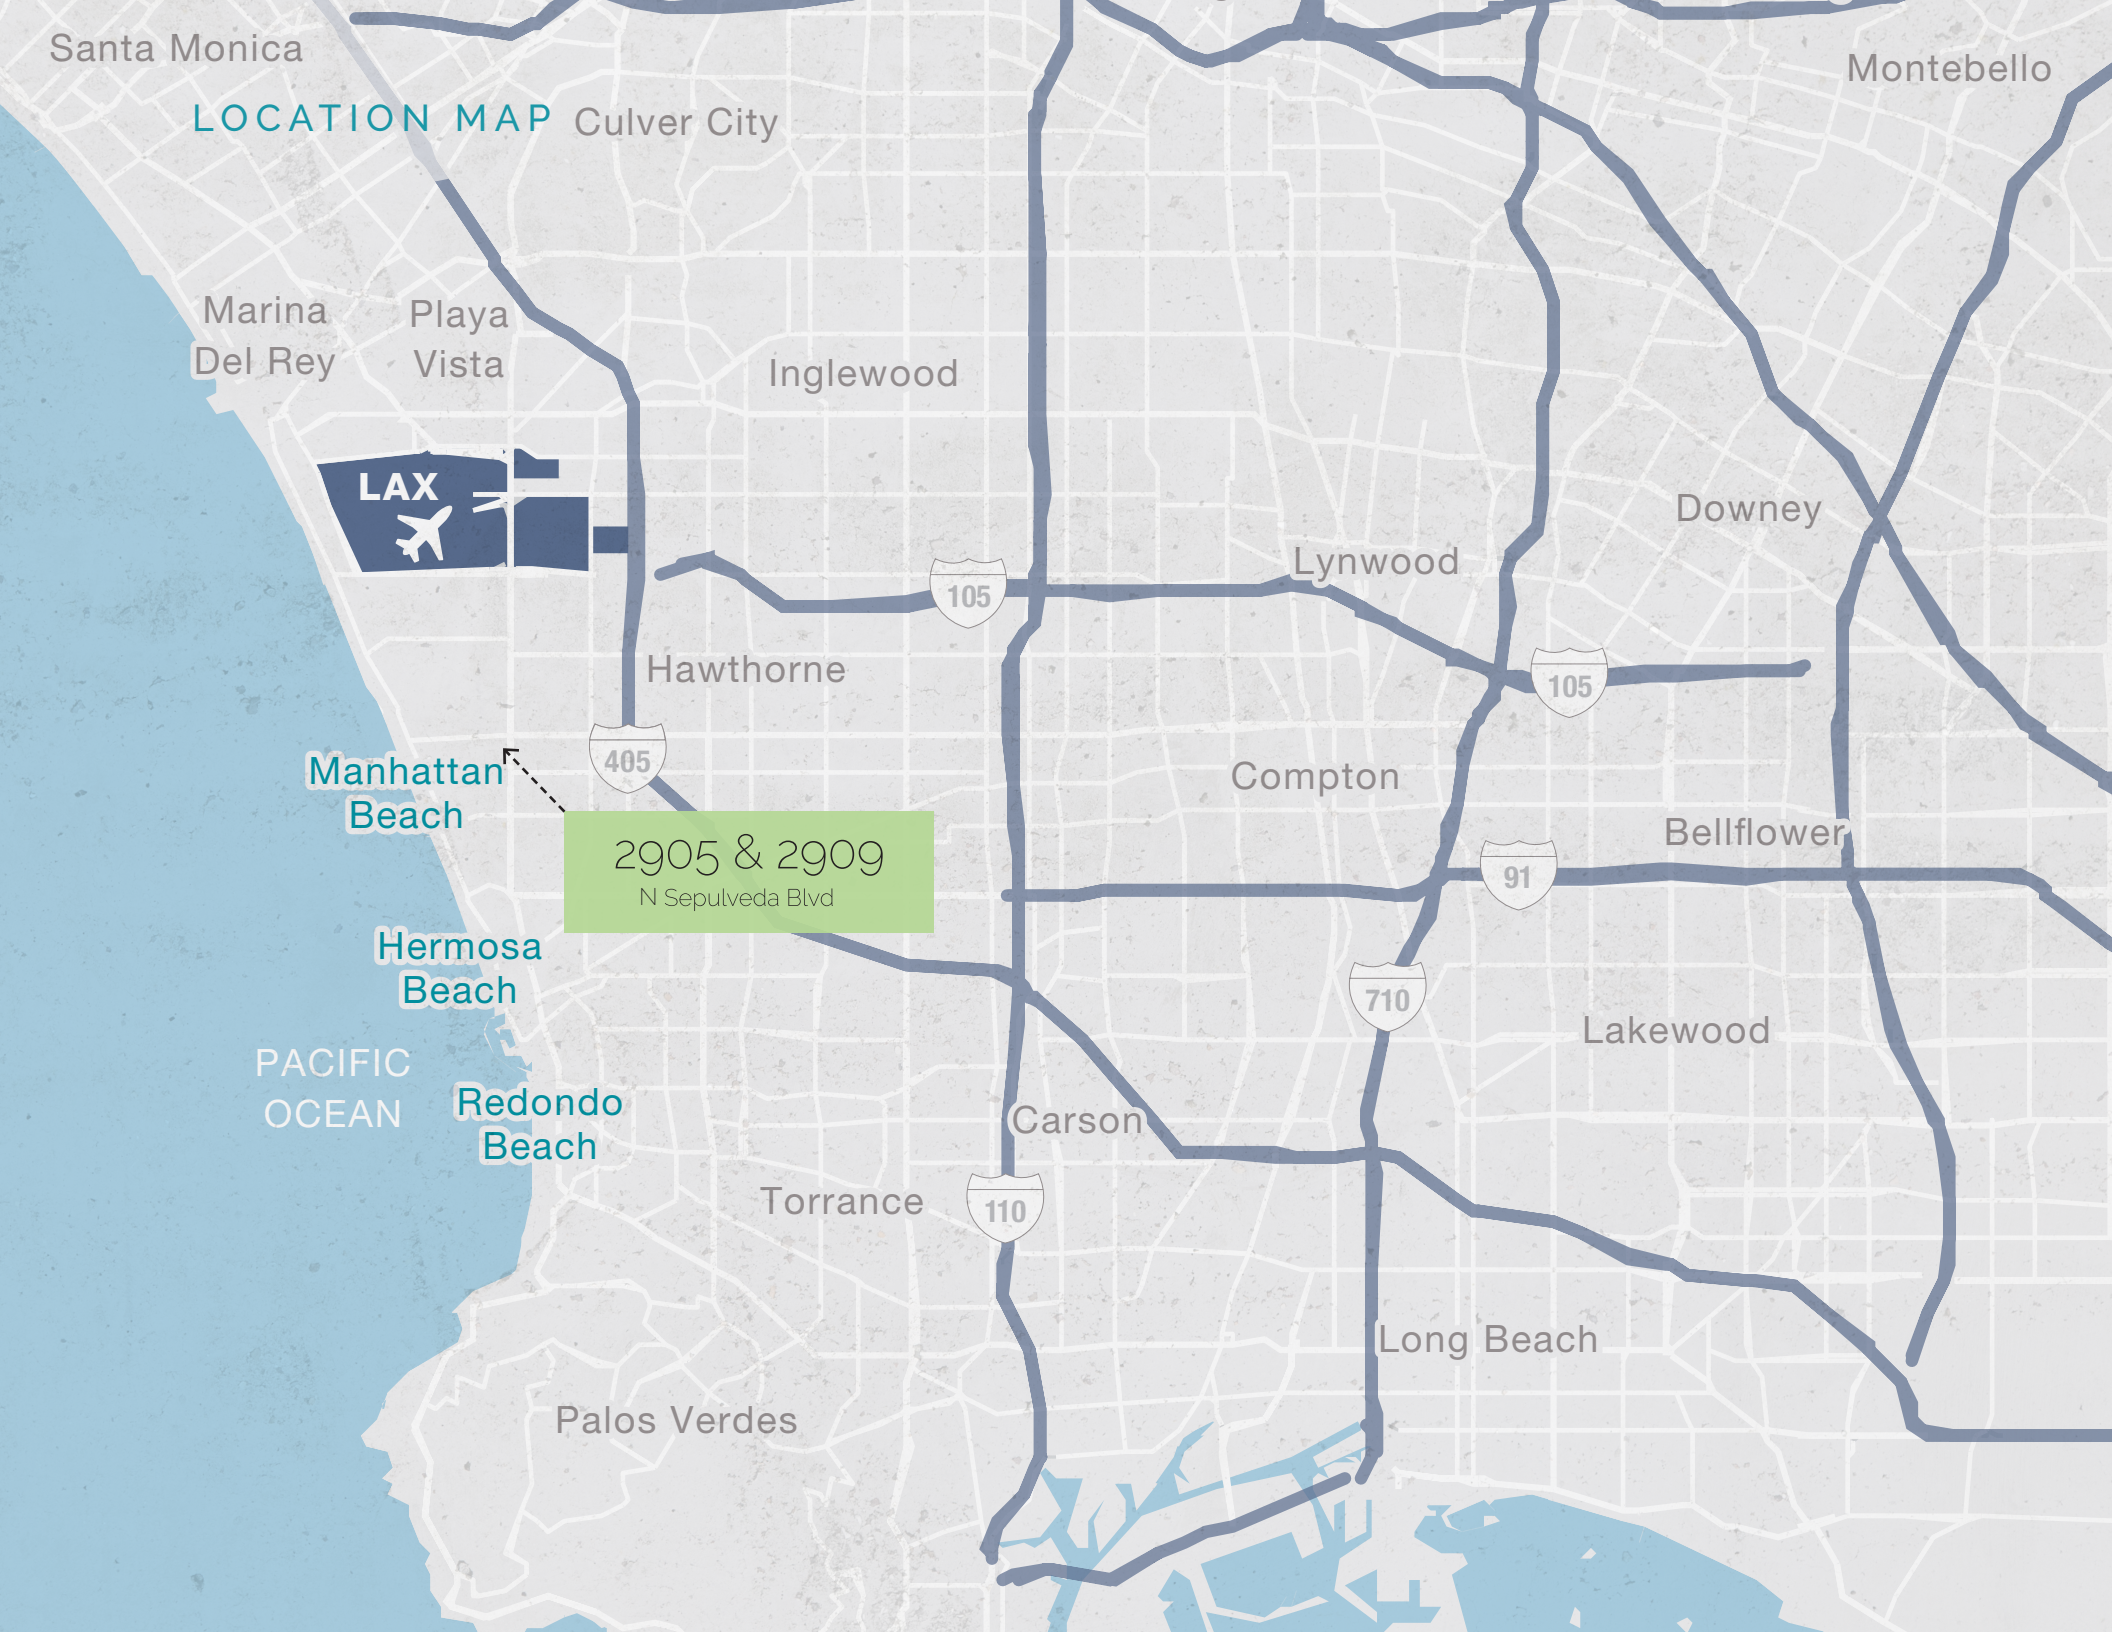 Santa Monica
Montebello
LOCATION MAP
Culver City
Marina
Del Rey
Playa
Vista
Inglewood
LAX
Downey
Lynwood
105
Hawthorne
105
405
Manhattan
Beach
Compton
Bellflower
2905 & 2909
N Sepulveda Blvd
91
Hermosa
Beach
710
Lakewood
PACIFIC
OCEAN
Redondo
Beach
Carson
Torrance
110
Long Beach
Palos Verdes